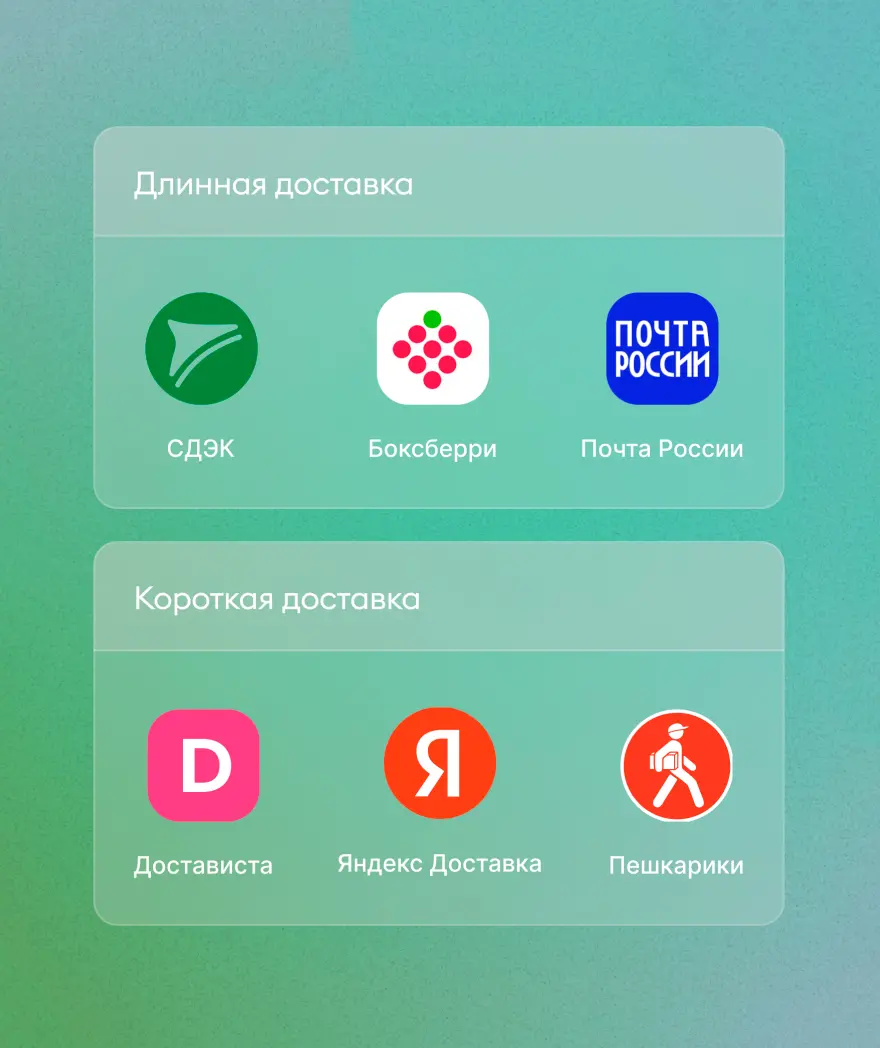 Длинная доставка
ПОЧТА
РОССИИ
СДЭК
Боксберри
Почта России
Короткая доставка
D
Я
Достависта
Яндекс Доставка
Пешкарики